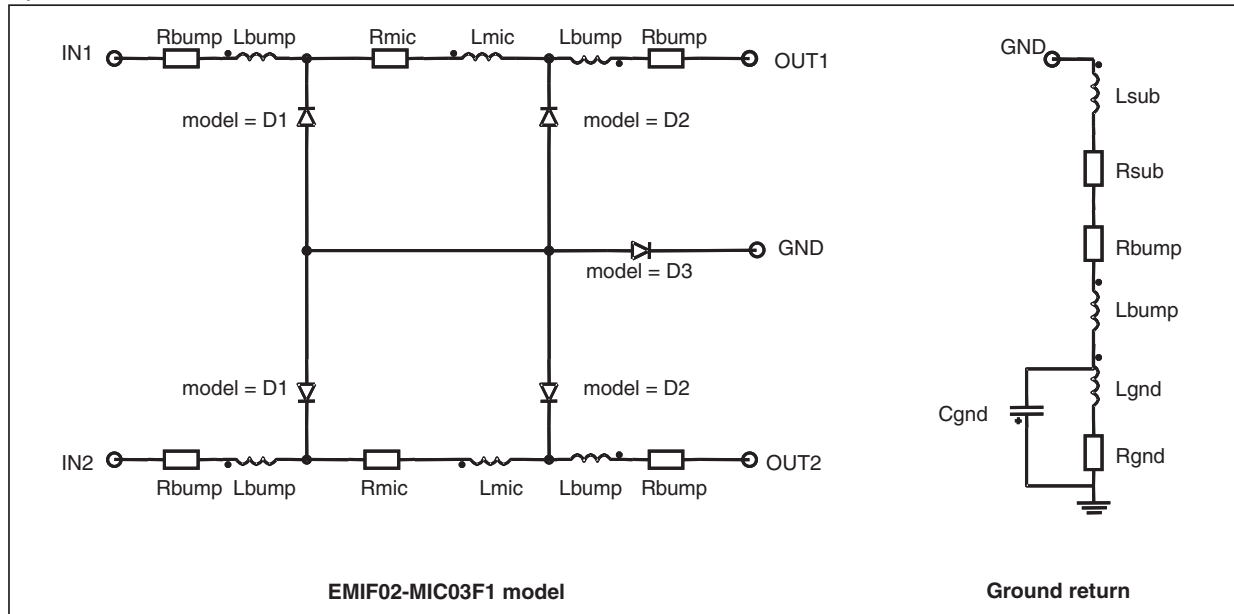 IN1
Rbump
Lbump
Rmic
Lmic
Lbump
Rbump
OUT1
model = D1
model = D2
GND
model = D3
model = D1
model = D2
IN2
Rbump
Lbump
Rmic
Lmic
Lbump
Rbump
OUT2
EMIF02-MIC03F1 model
GND
Lsub
Rsub
Rbump
Lbump
Lgnd
Cgnd
Rgnd
Ground return